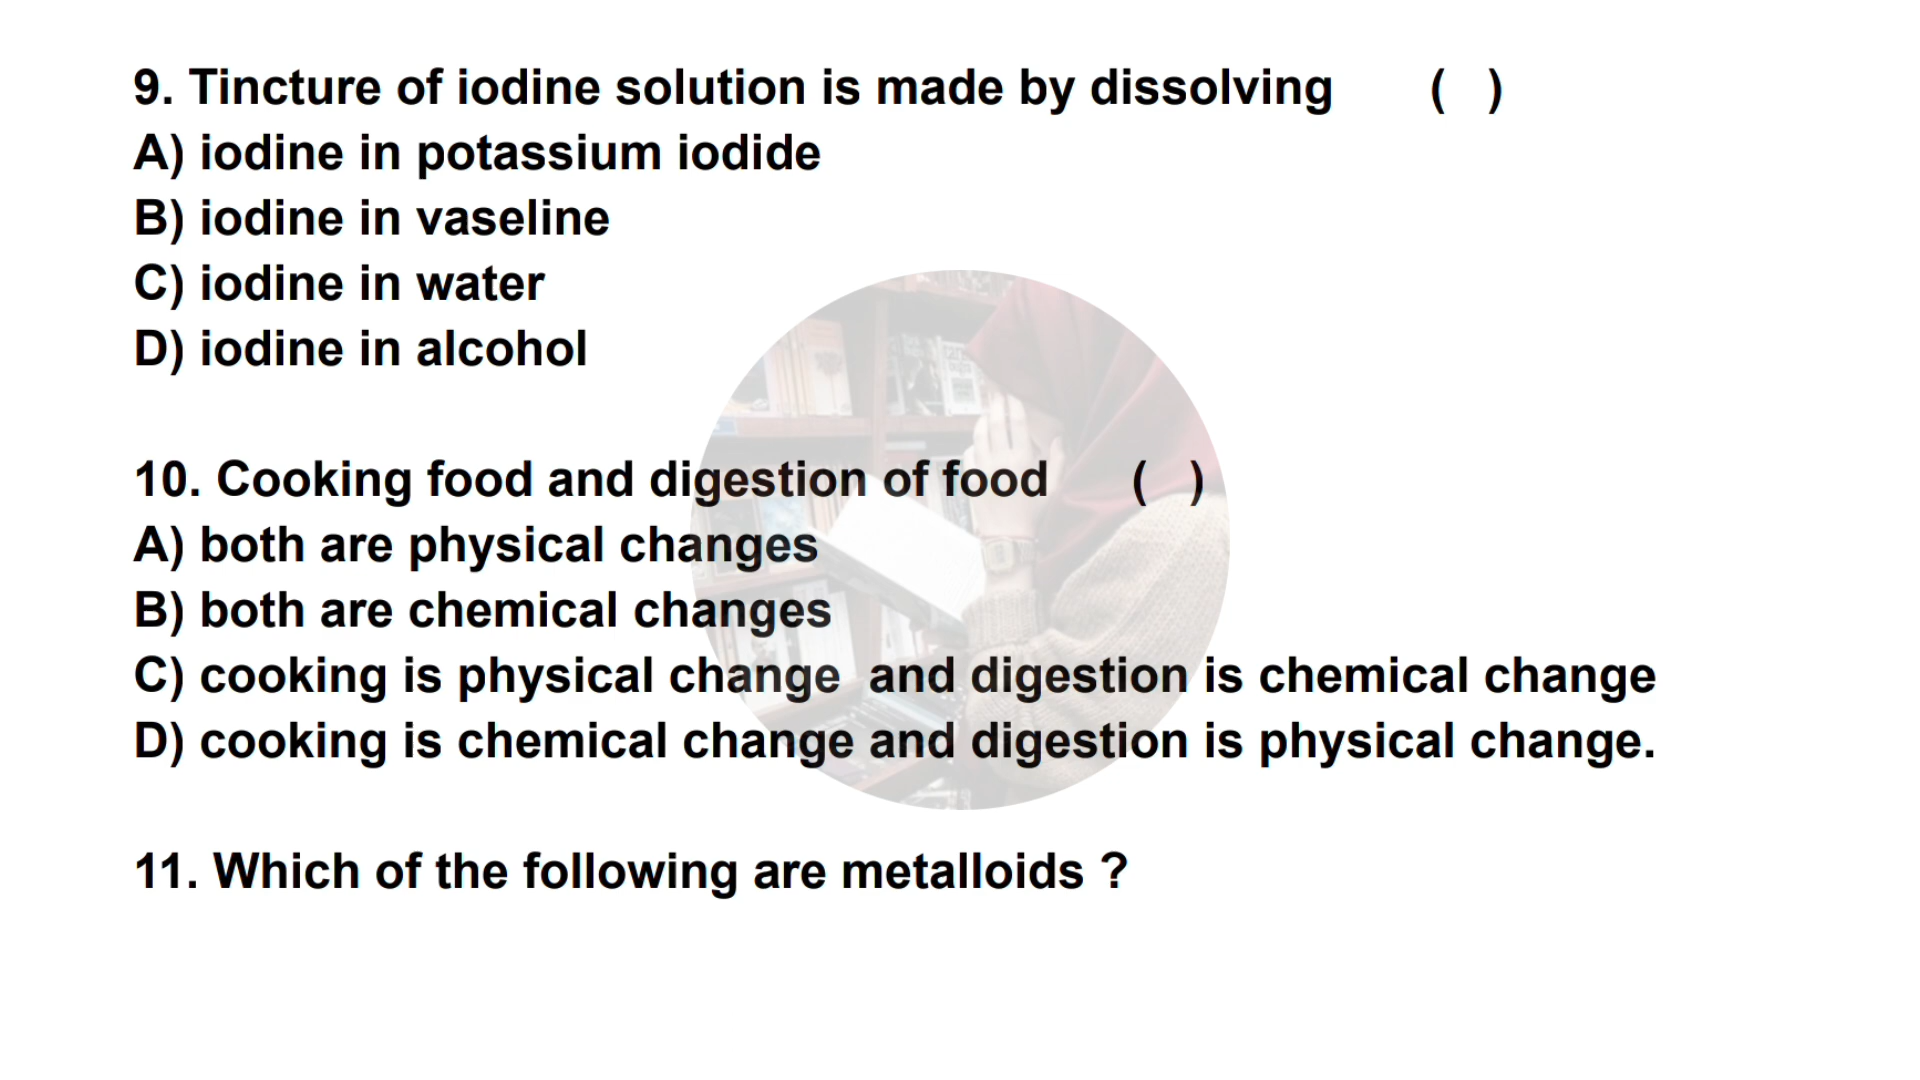 9. Tincture of iodine solution is made by dissolving ( )
A) iodine in potassium iodide
B) iodine in vaseline
C) iodine in water
D) iodine in alcohol
10. Cooking food and digestion of food ( )
A) both are physical changes
B) both are chemical changes
C) cooking is physical change and digestion is chemical change
D) cooking is chemical change and digestion is physical change.
11. Which of the following are metalloids ?